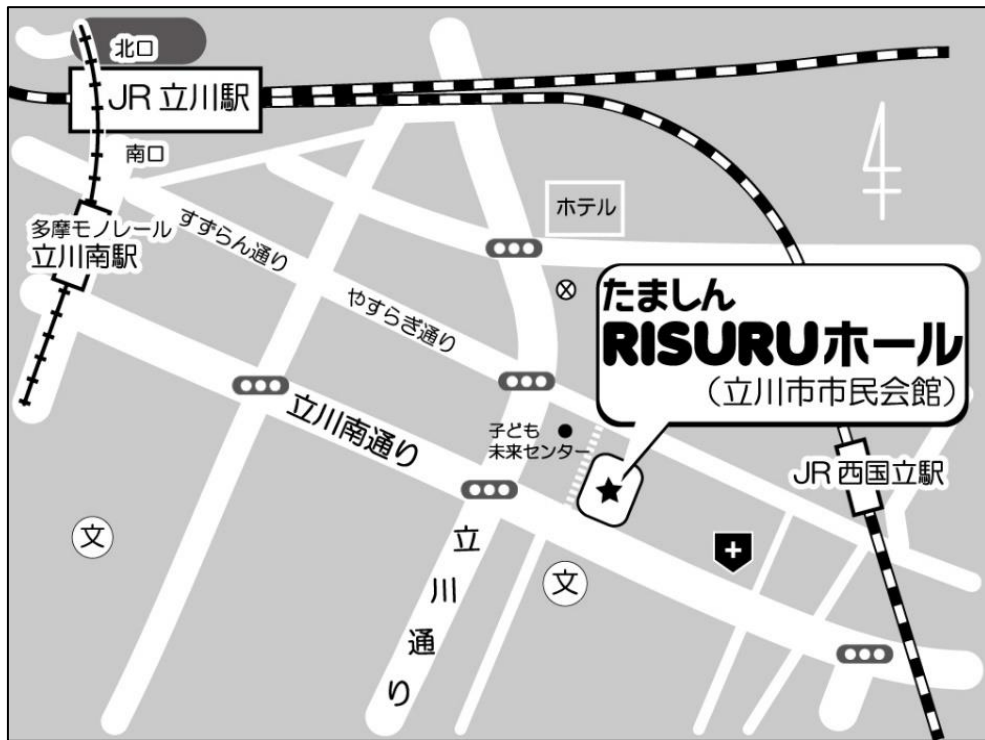 北口
JR 立川駅
南口
多摩モノレール
立川南駅
すずらん通り
やすらぎ通り
ホテル
たましん
RISURUホール
（立川市市民会館）
立川南通り
子ども
未来センター
JR 西国立駅
文
文
立川通り